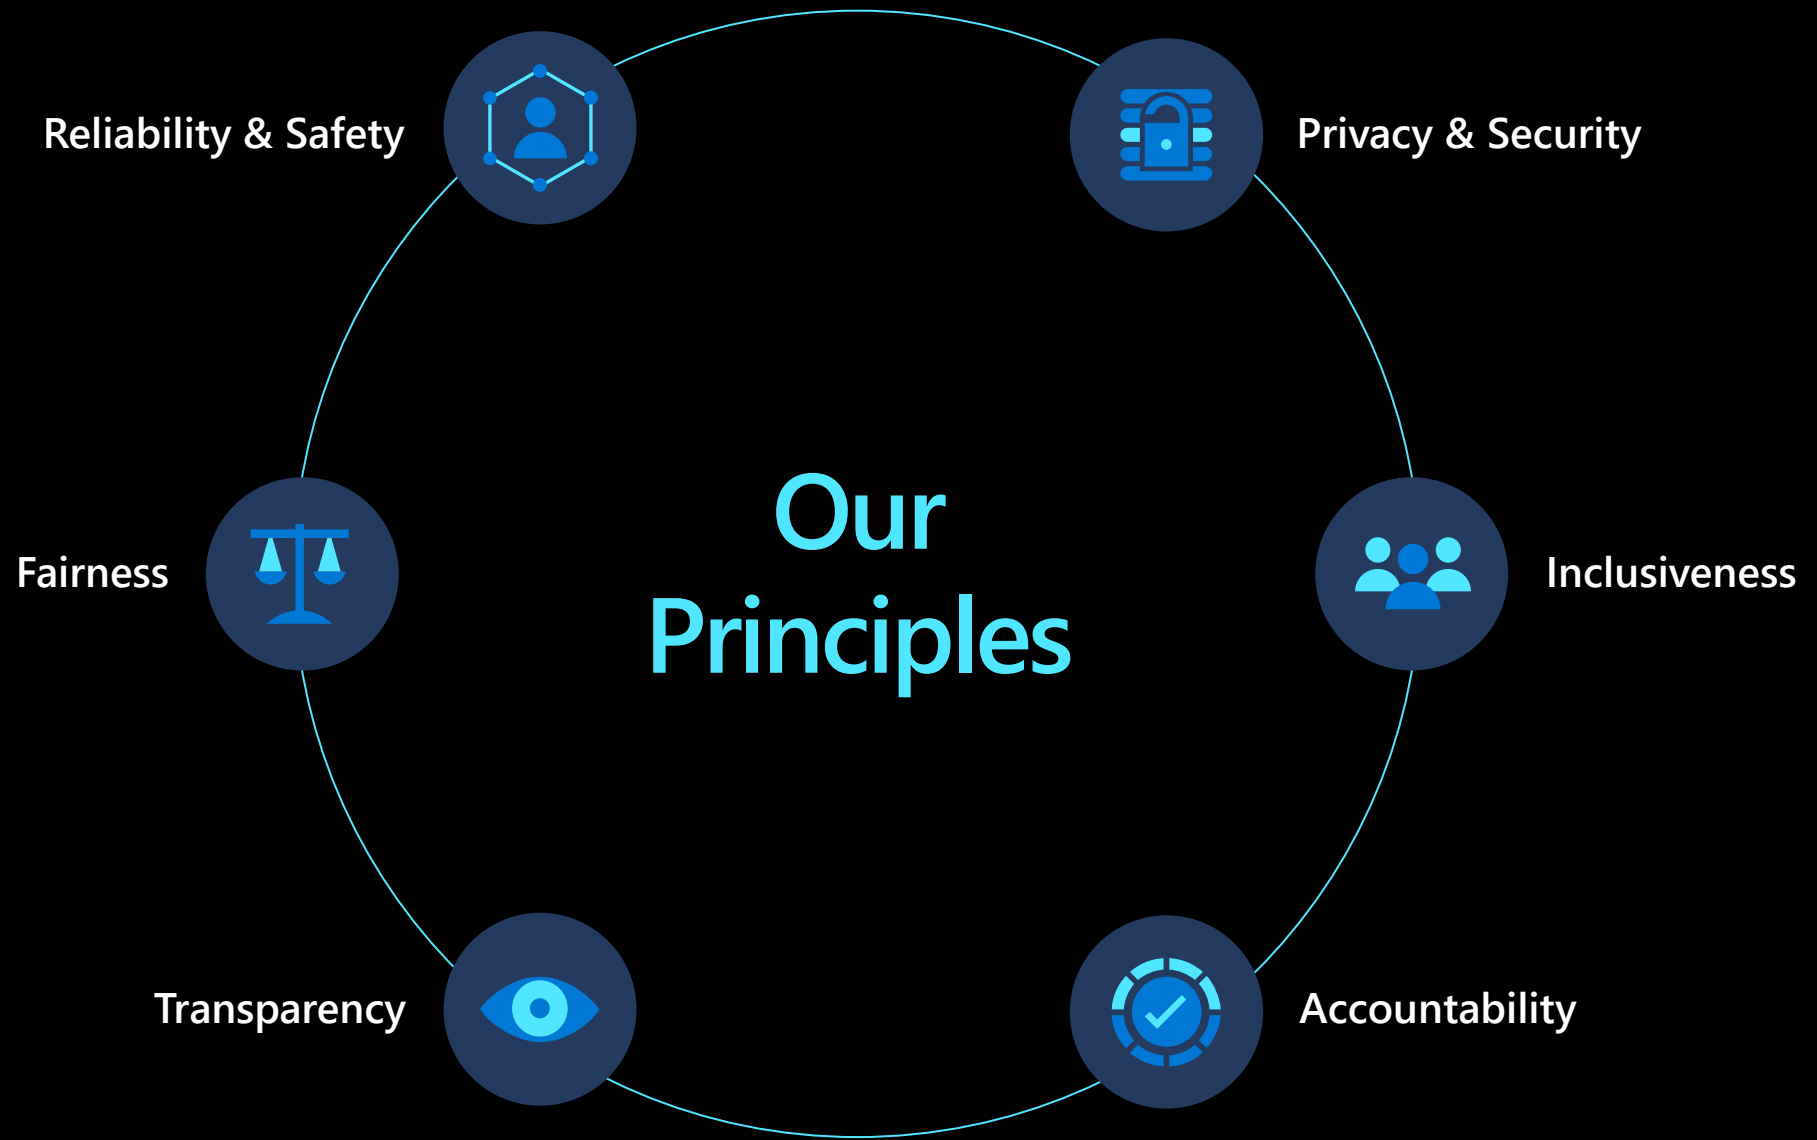 Reliability & Safety
Privacy & Security
Our
Principles
Fairness
Inclusiveness
Transparency
Accountability